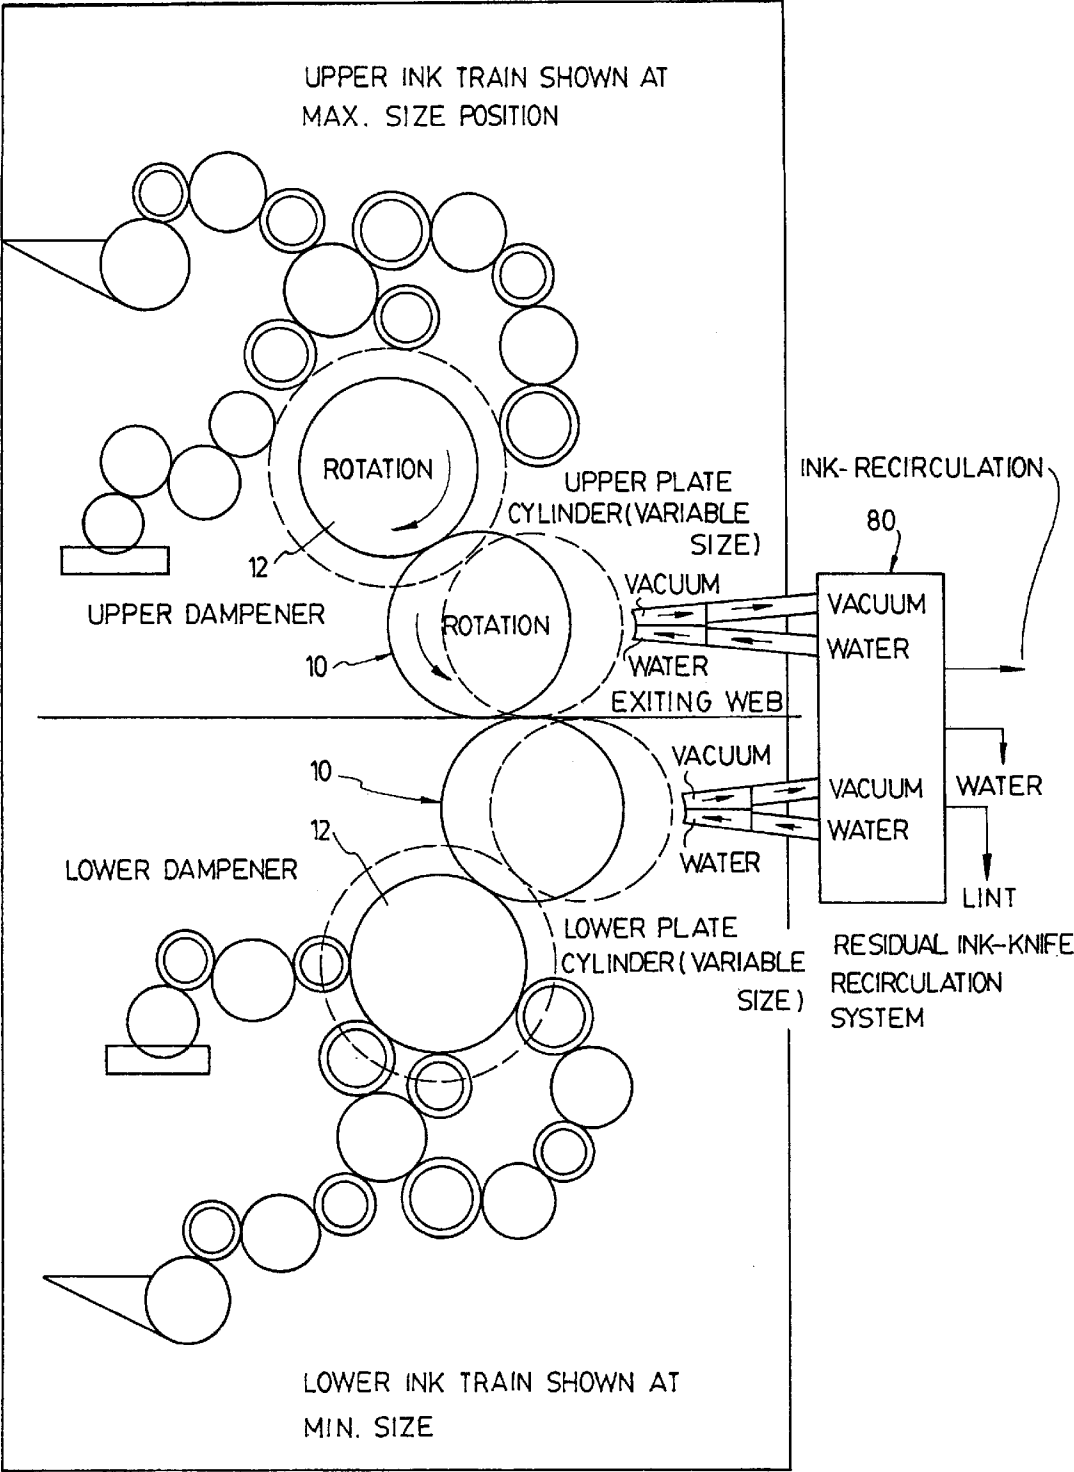 UPPER INK TRAIN SHOWN AT
MAX. SIZE POSITION
INK-RECIRCULATION
ROTATION
UPPER PLATE
CYLINDER(VARIABLE
SIZE)
80
12
VACUUM
VACUUM
UPPER DAMPENER
ROTATION
WATER
10
WATER
EXITING WEB
VACUUM
10
VACUUM
WATER
12
WATER
WATER
LOWER DAMPENER
LINT
LOWER PLATE
CYLINDER(VARIABLE
SIZE)
RESIDUAL INK-KNIFE
RECIRCULATION
SYSTEM
LOWER INK TRAIN SHOWN AT
MIN. SIZE